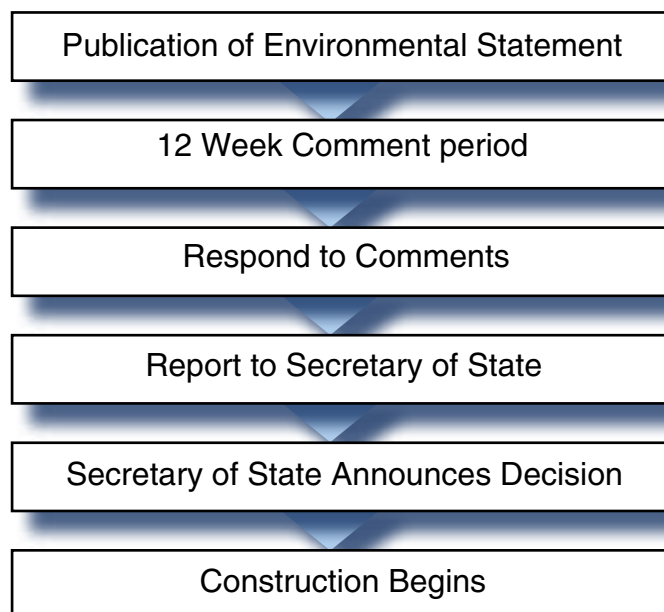 Publication of Environmental Statement
12 Week Comment period
Respond to Comments
Report to Secretary of State
Secretary of State Announces Decision
Construction Begins